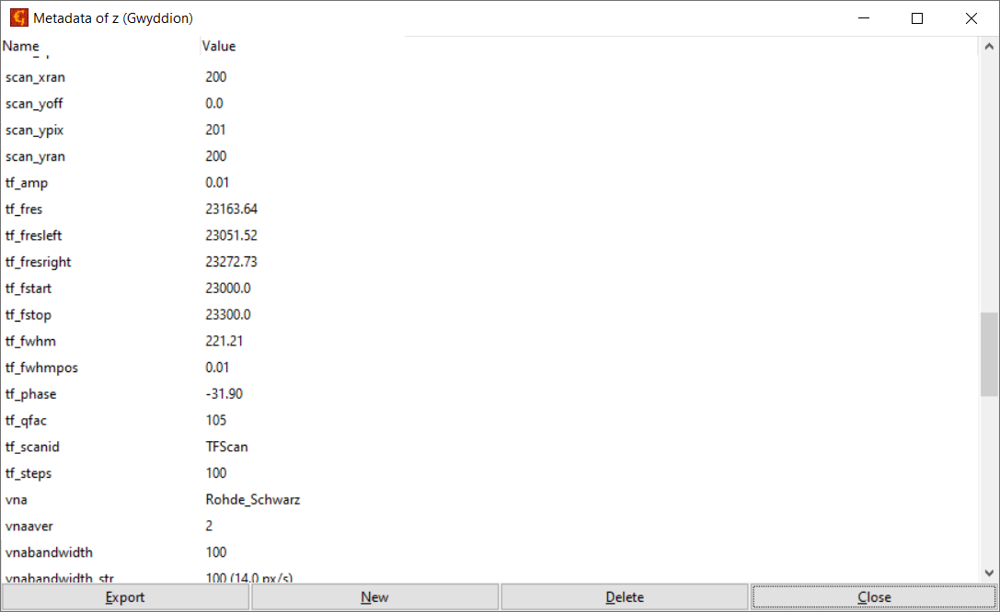 Metadata of z (Gwyddion)
Name Value
scan_xran 200
scan_yoff 0.0
scan_ypix 201
scan_yran 200
tf_amp 0.01
tf_fres 23163.64
tf_fresleft 23051.52
tf_fresright 23272.73
tf_fstart 23000.0
tf_fstop 23300.0
tf_fwhm 221.21
tf_fwhmpos 0.01
tf_phase -31.90
tf_qfac 105
tf_scanid TFScan
tf_steps 100
vna Rohde_Schwarz
vnaaver 2
vnabandwidth 100
vnabandwidth_str 100 (14.0 px/s)
Export New Delete Close